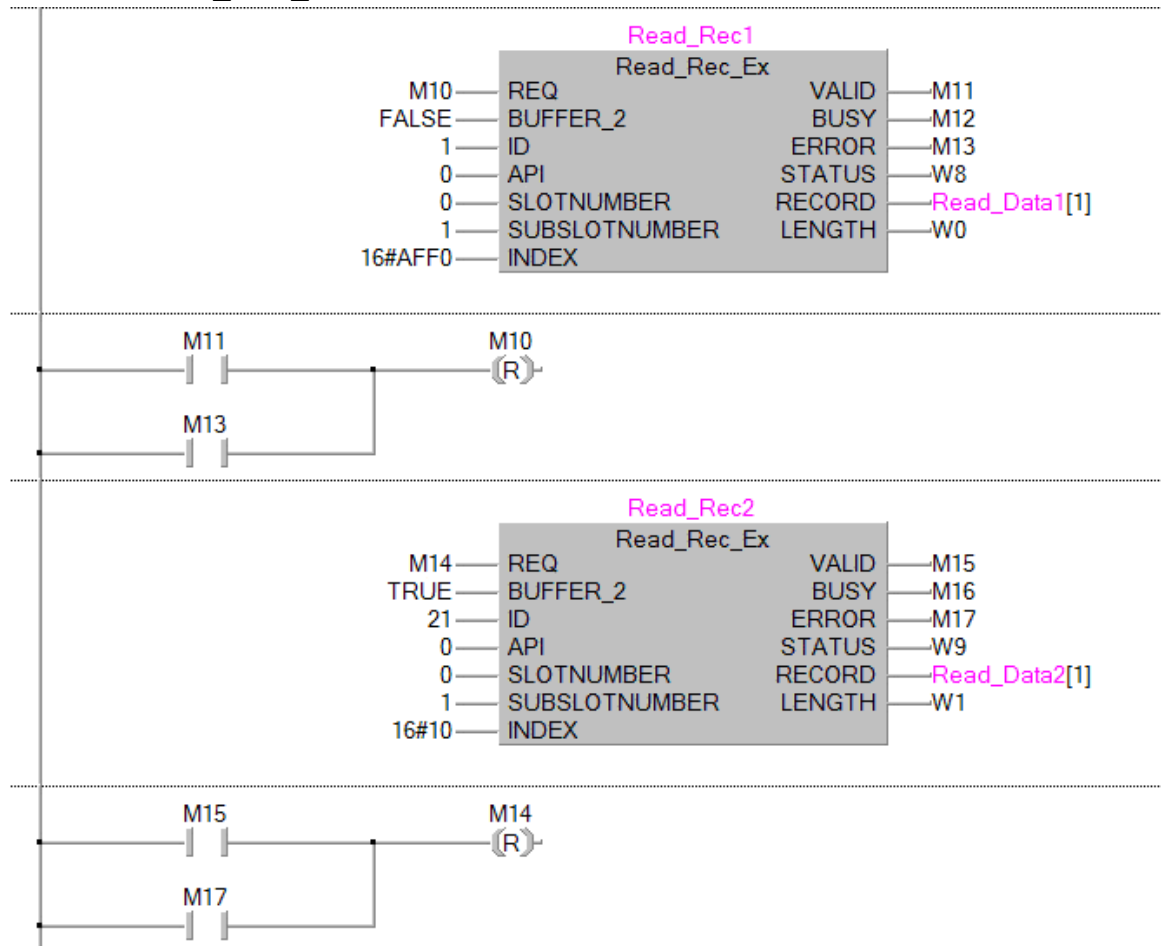 Read_Rec1
Read_Rec_Ex
M10 REQ VALID M11
FALSE BUFFER_2 BUSY M12
1 ID ERROR M13
0 API STATUS W8
0 SLOTNUMBER RECORD Read_Data1[1]
1 SUBSLOTNUMBER LENGTH W0
16#AFF0 INDEX
M11 M10
(R)
M13
Read_Rec2
Read_Rec_Ex
M14 REQ VALID M15
TRUE BUFFER_2 BUSY M16
21 ID ERROR M17
0 API STATUS W9
0 SLOTNUMBER RECORD Read_Data2[1]
1 SUBSLOTNUMBER LENGTH W1
16#10 INDEX
M15 M14
(R)
M17